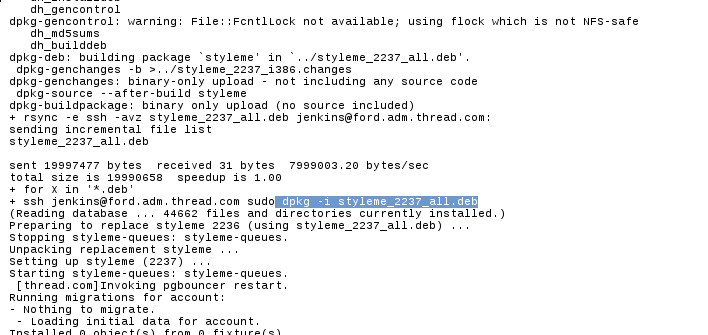 dh_gencontrol
dpkg-gencontrol: warning: File::FcntlLock not available; using flock which is not NFS-safe
dh_md5sums
dh_builddeb
dpkg-deb: building package `styleme' in `../styleme_2237_all.deb'.
dpkg-genchanges -b >../styleme_2237_i386.changes
dpkg-genchanges: binary-only upload - not including any source code
dpkg-source --after-build styleme
dpkg-buildpackage: binary only upload (no source included)
+ rsync -e ssh -avz styleme_2237_all.deb jenkins@ford.adm.thread.com:
sending incremental file list
styleme_2237_all.deb
sent 19997477 bytes  received 31 bytes  7999003.20 bytes/sec
total size is 19990658  speedup is 1.00
+ for X in '*.deb'
+ ssh jenkins@ford.adm.thread.com sudo dpkg -i styleme_2237_all.deb
(Reading database ... 44662 files and directories currently installed.)
Preparing to replace styleme 2236 (using styleme_2237_all.deb) ...
Stopping styleme-queues: styleme-queues.
Unpacking replacement styleme ...
Setting up styleme (2237) ...
Starting styleme-queues: styleme-queues.
[thread.com]Invoking pgbouncer restart.
Running migrations for account:
- Nothing to migrate.
- Loading initial data for account.
Installed 0 object(s) from 0 fixture(s)